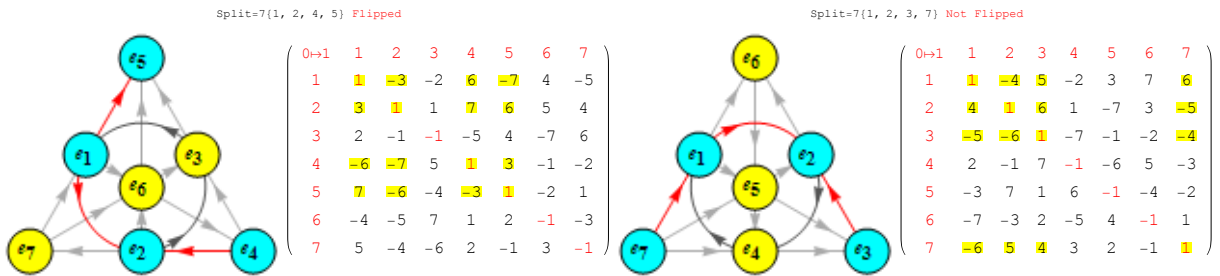 Split=7{1, 2, 4, 5} Flipped
e5
e1
e3
e6
e7
e2
e4
0↦1 1 2 3 4 5 6 7
1 1 -3 -2 6 -7 4 -5
2 3 1 1 7 6 5 4
3 2 -1 -1 -5 4 -7 6
4 -6 -7 5 1 3 -1 -2
5 7 -6 -4 -3 1 -2 1
6 -4 -5 7 1 2 -1 -3
7 5 -4 -6 2 -1 3 -1
Split=7{1, 2, 3, 7} Not Flipped
e6
e1
e2
e5
e7
e4
e3
0↦1 1 2 3 4 5 6 7
1 1 -4 5 -2 3 7 6
2 4 1 6 1 -7 3 -5
3 -5 -6 1 -7 -1 -2 -4
4 2 -1 7 -1 -6 5 -3
5 -3 7 1 6 -1 -4 -2
6 -7 -3 2 -5 4 -1 1
7 -6 5 4 3 2 -1 1